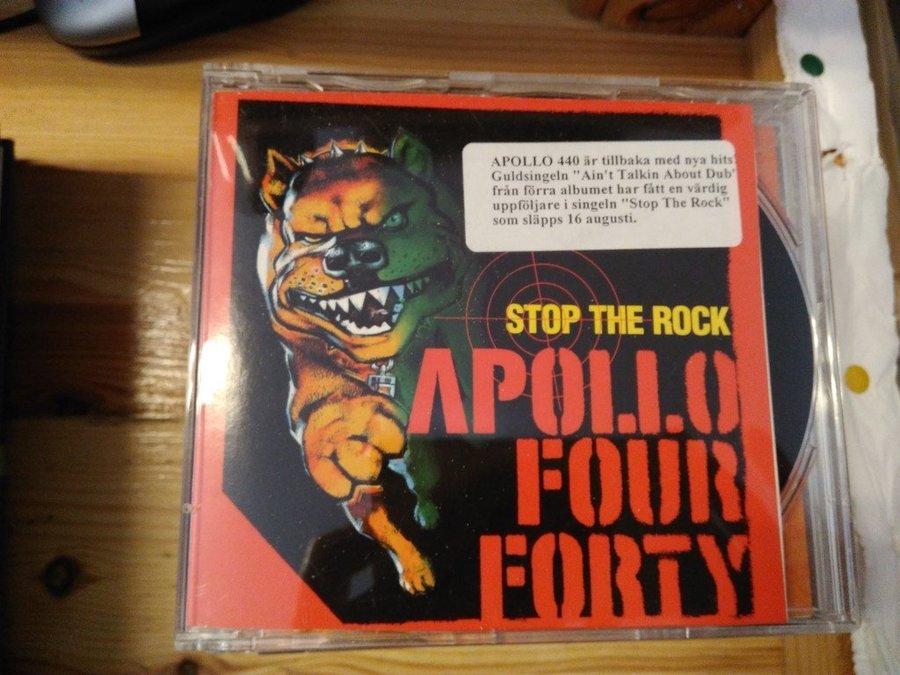 APOLLO 440 är tillbaka med nya hits!
Guldsingeln "Ain't Talkin About Dub"
från förra albumet har fått en värdig
uppföljare i singeln "Stop The Rock"
som släpps 16 augusti.
STOP THE ROCK
APOLLO
FOUR
FORTY